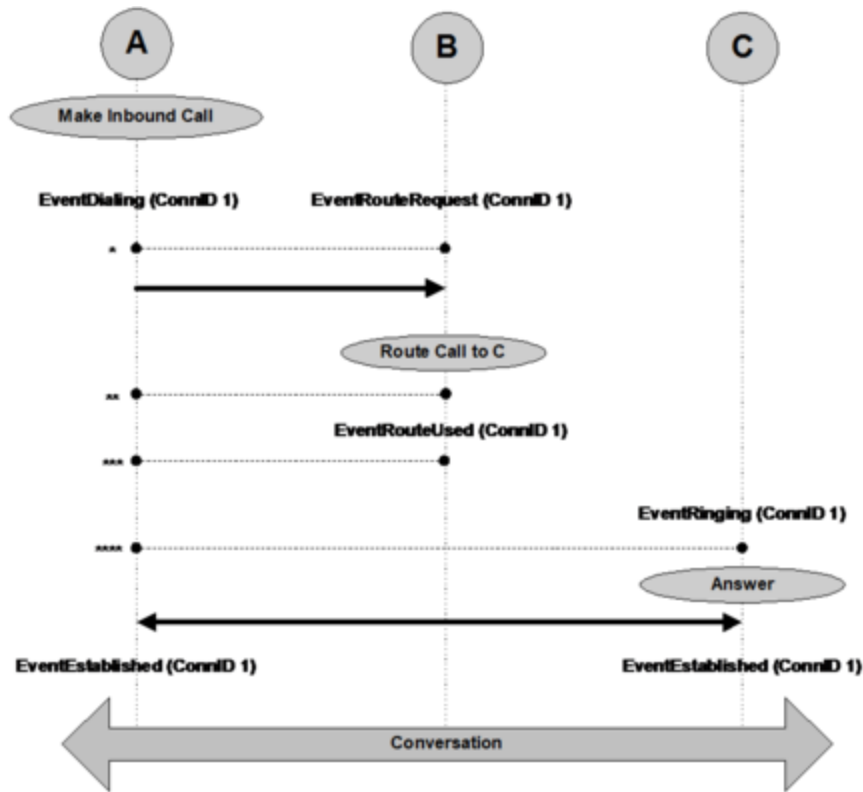 A B C
Make Inbound Call
EventDialing (ConnID 1) EventRouteRequest (ConnID 1)
*
Route Call to C
**
EventRouteUsed (ConnID 1)
***
EventRinging (ConnID 1)
****
Answer
EventEstablished (ConnID 1) EventEstablished (ConnID 1)
Conversation